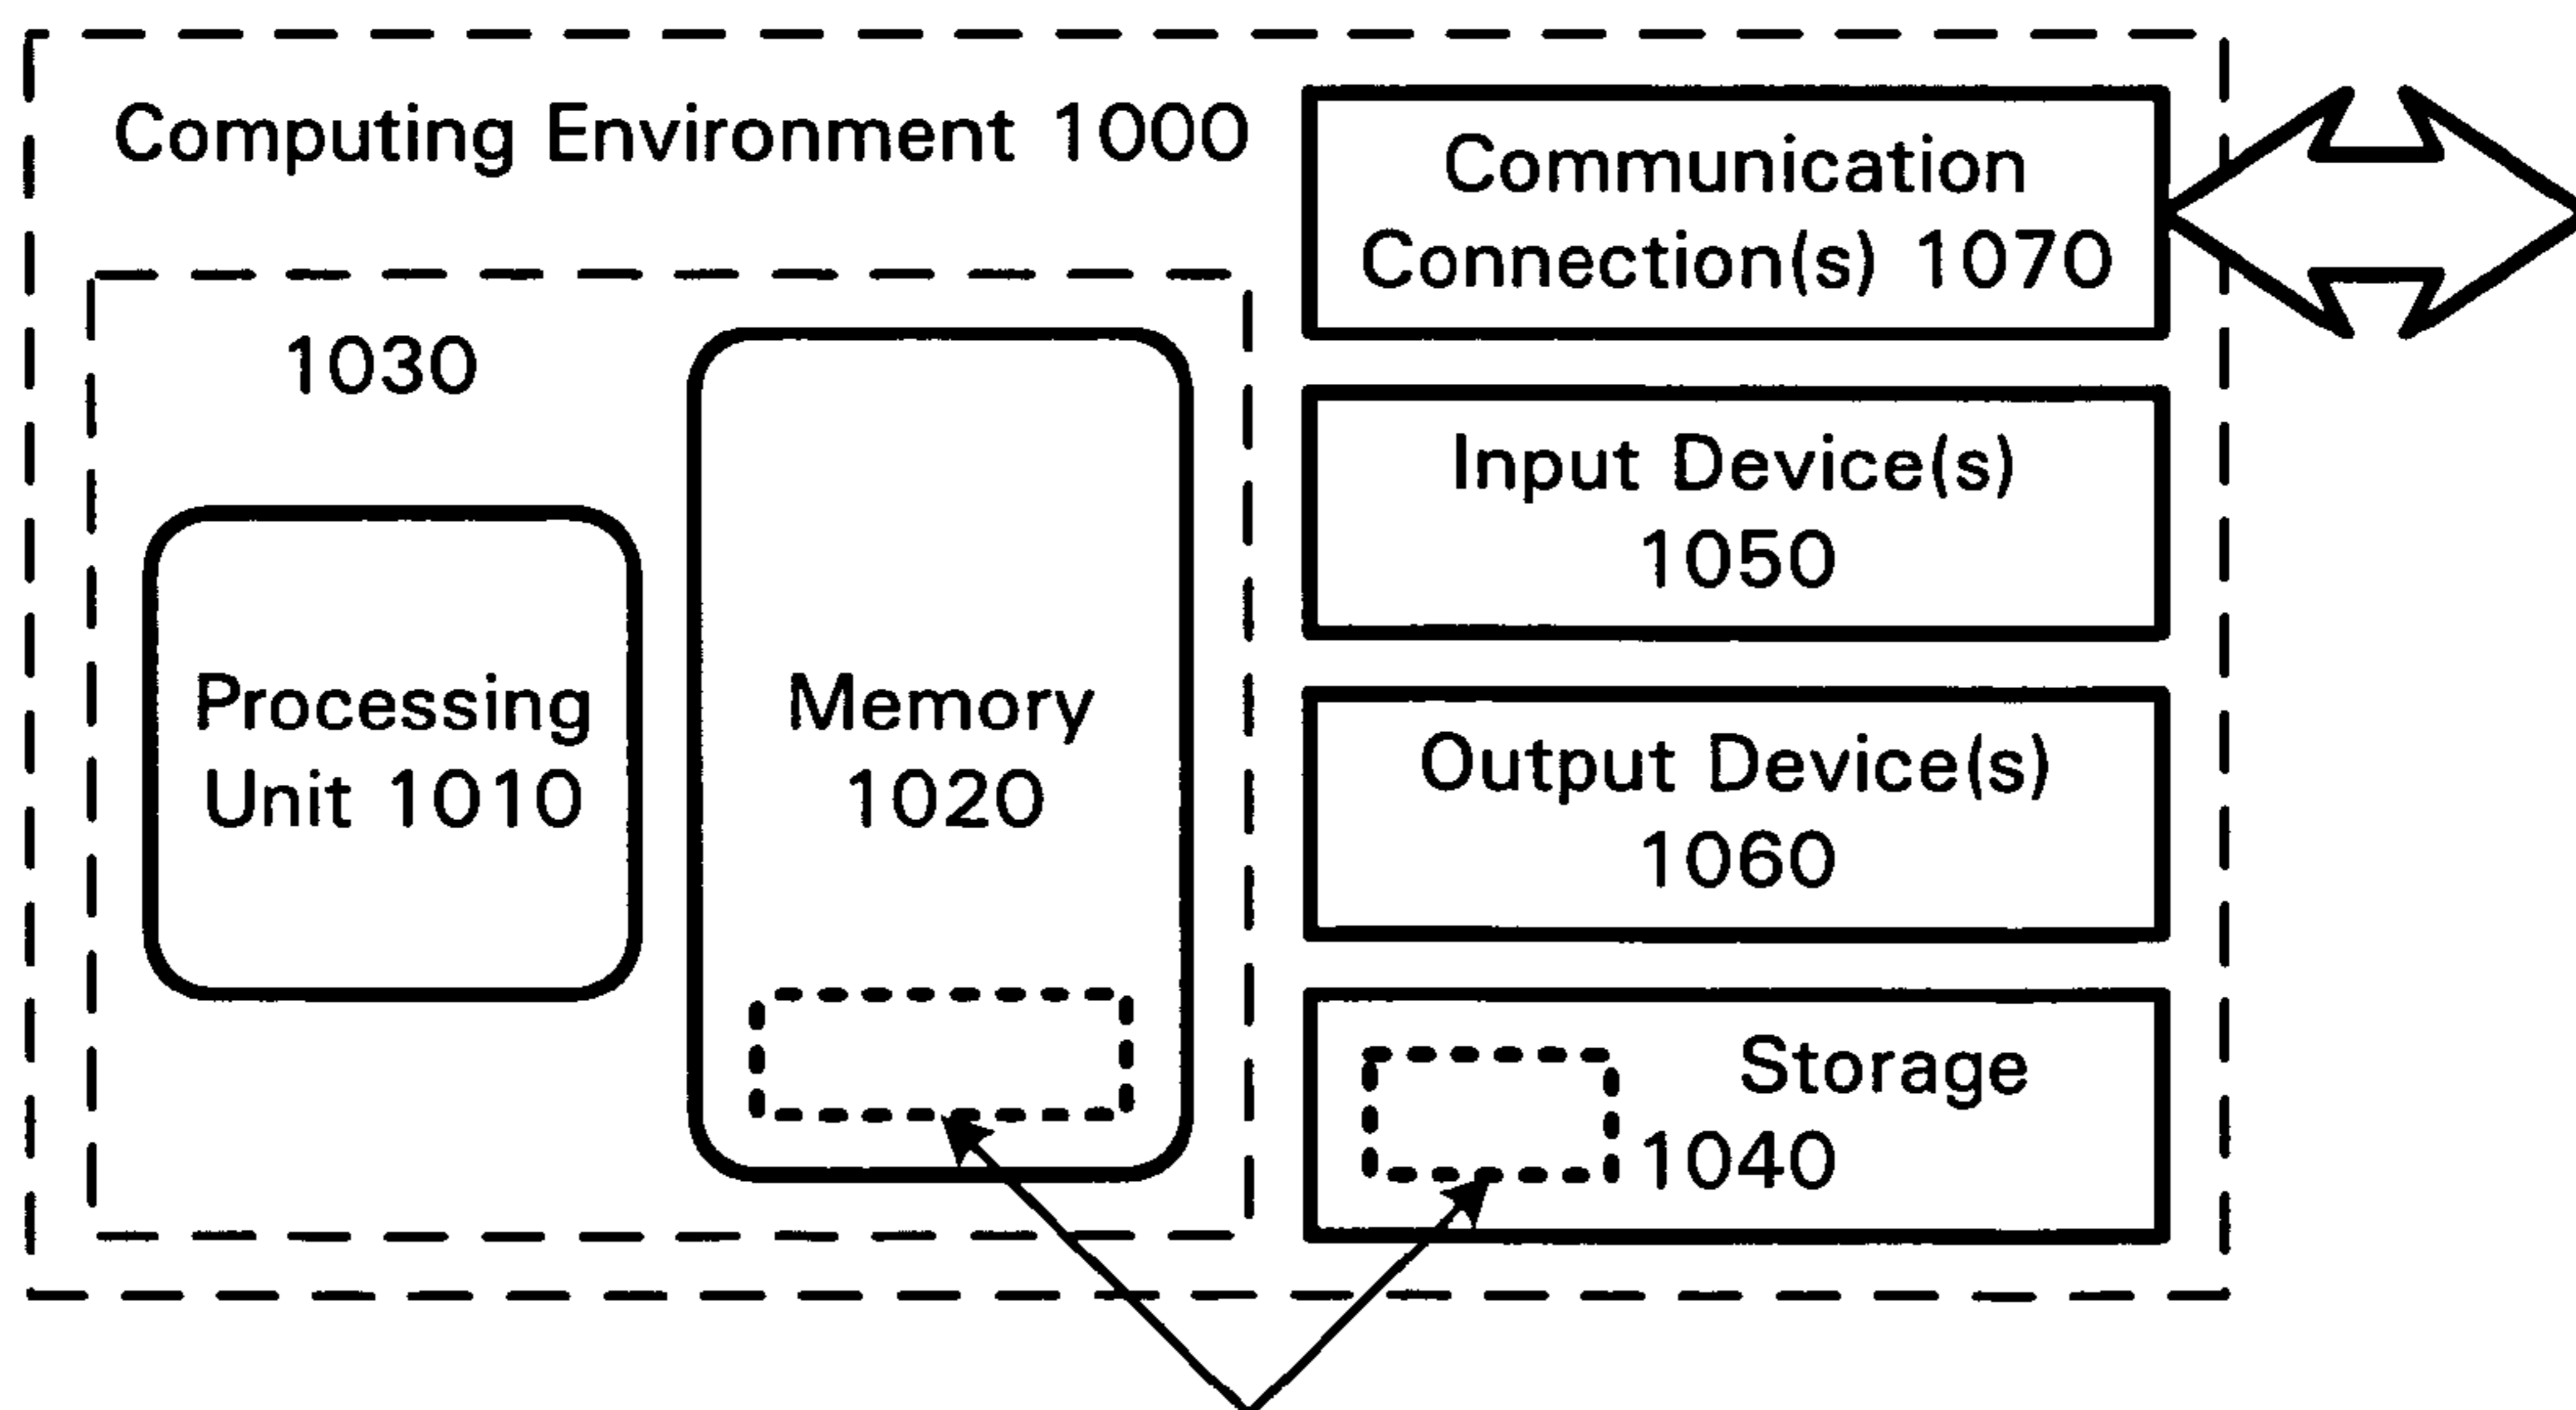 Computing Environment 1000
1030
Processing
Unit 1010
Memory
1020
Communication
Connection(s) 1070
Input Device(s)
1050
Output Device(s)
1060
Storage
1040